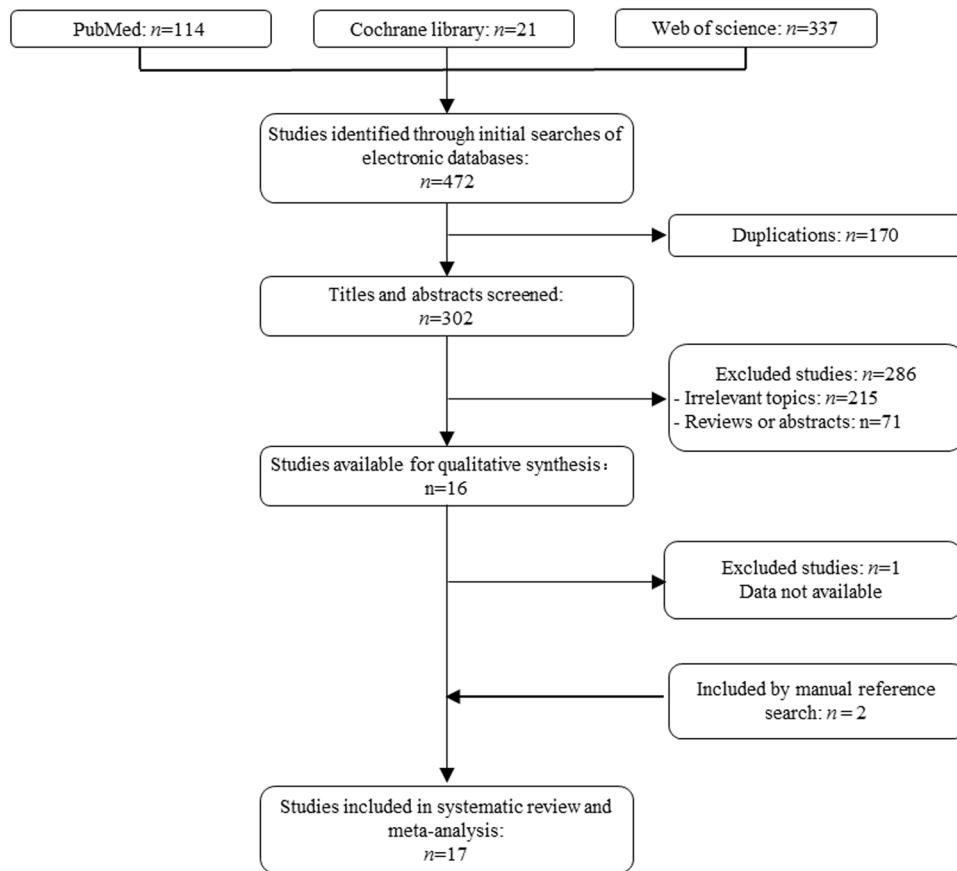 PubMed: n=114
Cochrane library: n=21
Web of science: n=337
Studies identified through initial searches of
electronic databases:
n=472
Duplications: n=170
Titles and abstracts screened:
n=302
Excluded studies: n=286
- Irrelevant topics: n=215
- Reviews or abstracts: n=71
Studies available for qualitative synthesis：
n=16
Excluded studies: n=1
Data not available
Included by manual reference
search: n = 2
Studies included in systematic review and
meta-analysis:
n=17